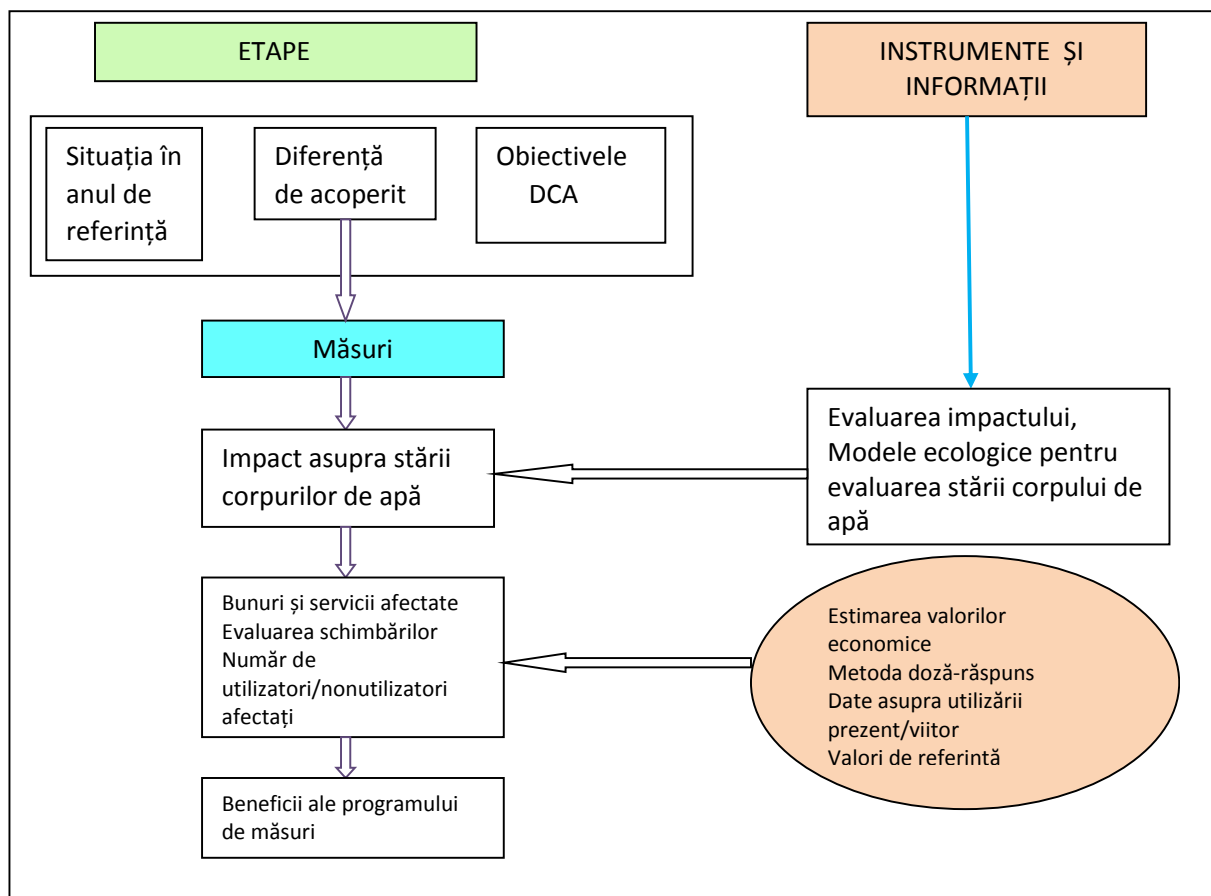 ETAPE
INSTRUMENTE ȘI
INFORMAȚII
Situația în
anul de
referință
Diferență
de acoperit
Obiectivele
DCA
Măsuri
Impact asupra stării
corpurilor de apă
Evaluarea impactului,
Modele ecologice pentru
evaluarea stării corpului de
apă
Bunuri și servicii afectate
Evaluarea schimbărilor
Număr de
utilizatori/nonutilizatori
afectați
Estimarea valorilor
economice
Metoda doză-răspuns
Date asupra utilizării
prezent/viitor
Valori de referintă
Beneficii ale programului
de măsuri